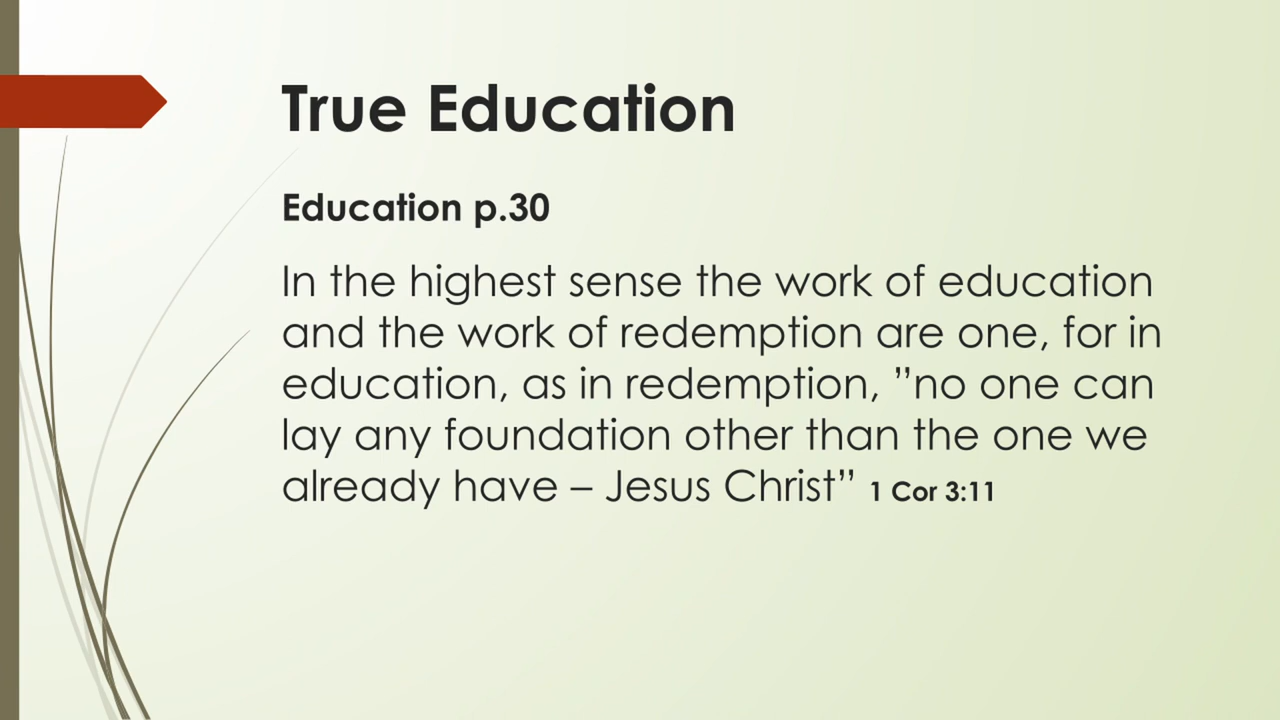 True Education
Education p.30
In the highest sense the work of education
and the work of redemption are one, for in
education, as in redemption, ”no one can
lay any foundation other than the one we
already have – Jesus Christ” 1 Cor 3:11